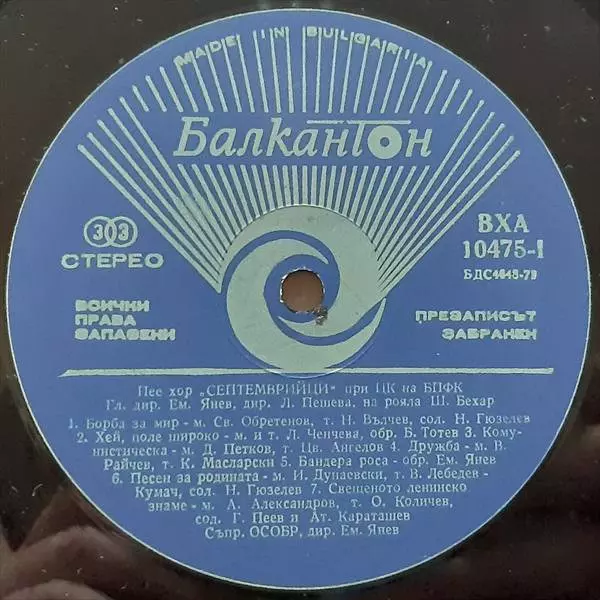 MADE IN BULGARIA
Балкантон
33
СТЕРЕО
ВХА
10475-I
БДС4645-79
ВСИЧКИ
ПРАВА
ЗАПАЗЕНИ
ПРЕЗАПИСЪТ
ЗАБРАНЕН
Пее хор „СЕПТЕМВРИЙЦИ“ при ЦК на БПФК
Гл. дир. Ем. Янев, дир. Л. Пешева, на рояла Ш. Бехар
1. Борба за мир - м. Св. Обретенов, т. Н. Вълчев, сол. Н. Гюзелев
2. Хей, поле широко - м. и т. Л. Ченчева, обр. Б. Тотев 3. Кому-
нистическа - м. Д. Петков, т. Цв. Ангелов 4. Дружба - м. В.
Райчев, т. К. Масларски 5. Бандера роса - обр. Ем. Янев
6. Песен за родината - м. И. Дунаевски, т. В. Лебедев -
Кумач, сол. Н. Гюзелев 7. Свещеното ленинско
знаме - м. А. Александров, т. О. Количев,
сол. Г. Пеев и Ат. Караташев
Съпр. ОСОБР, дир. Ем. Янев